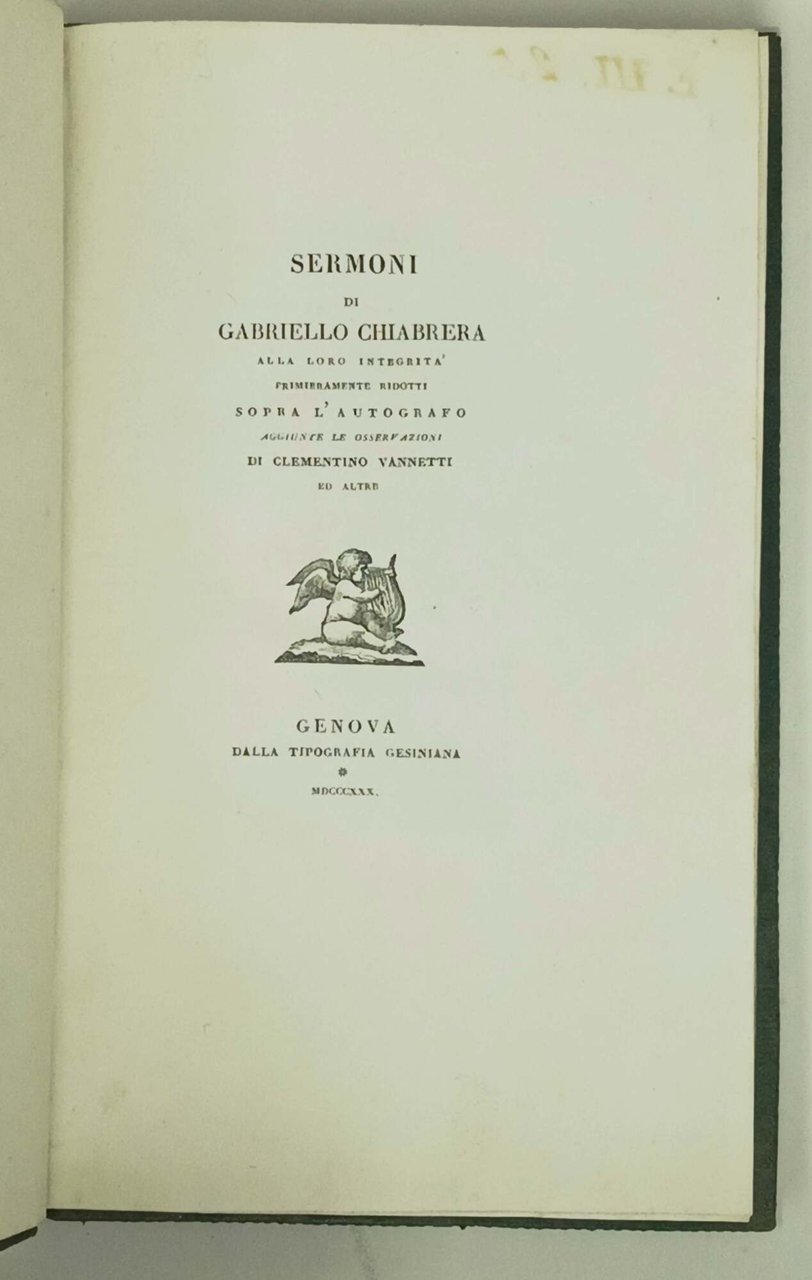 SERMONI
DI
GABRIELLO CHIABRERA
ALLA LORO INTEGRITA'
PRIMIERAMENTE RIDOTTI
SOPRA L'AUTOGRAFO
AGGIUNTE LE OSSERVAZIONI
DI CLEMENTINO VANNETTI
ED ALTRE
GENOVA
DALLA TIPOGRAFIA GESINIANA
MDCCCXXX.